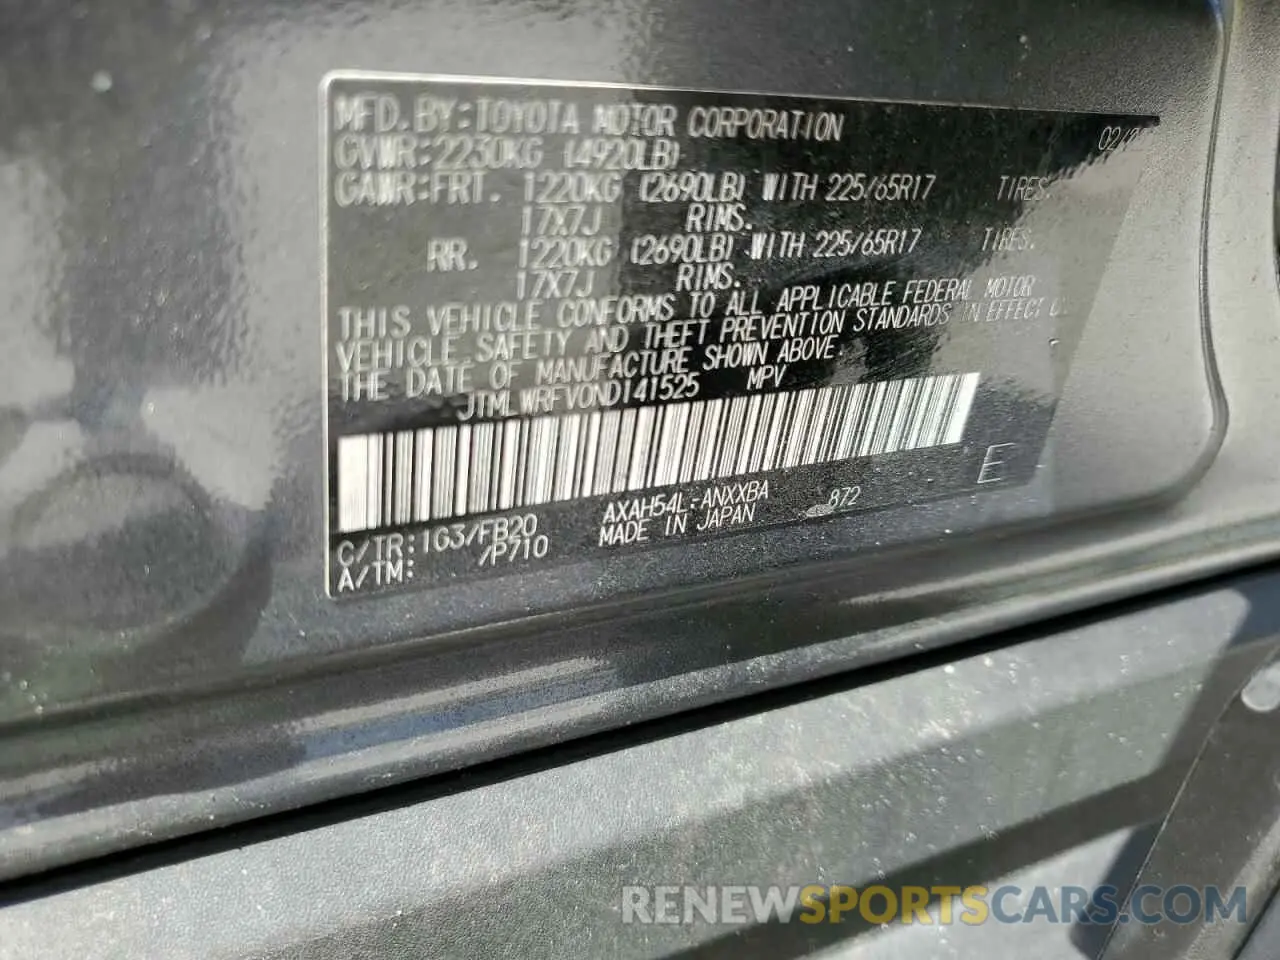 MFD. BY: TOYOTA MOTOR CORPORATION 02/2
GVWR: 2230KG (4920LB)
GAWR: FRT. 1220KG (2690LB) WITH 225/65R17 TIRES.
17X7J RIMS.
RR. 1220KG (2690LB) WITH 225/65R17 TIRES.
17X7J RIMS.
THIS VEHICLE CONFORMS TO ALL APPLICABLE FEDERAL MOTOR
VEHICLE SAFETY AND THEFT PREVENTION STANDARDS IN EFFECT
THE DATE OF MANUFACTURE SHOWN ABOVE.
JTMLWRFV0ND141525 MPV
E
C/TR: 1G3/FB20 AXAH54L-ANXXBA 872
A/TM: /P710 MADE IN JAPAN
RENEWSPORTSCARS.COM